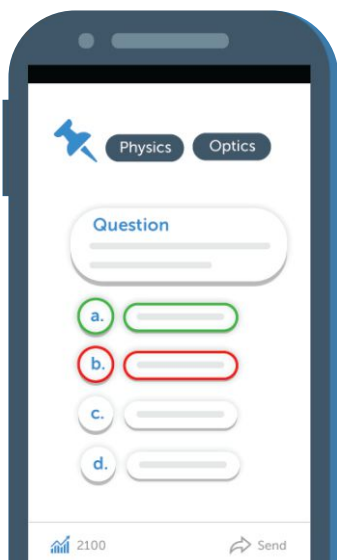 Physics Optics
Question
a.
b.
c.
d.
2100 Send